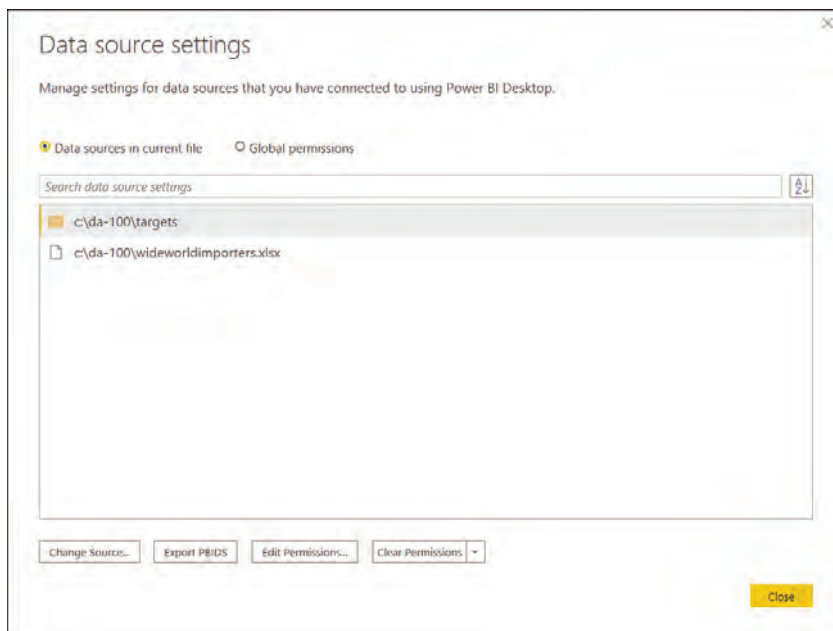 Data source settings
Manage settings for data sources that you have connected to using Power BI Desktop.
Data sources in current file Global permissions
Search data source settings
c:\da-100\targets
c:\da-100\wideworldimporters.xlsx
Change Source... Export PBIDS Edit Permissions... Clear Permissions
Close